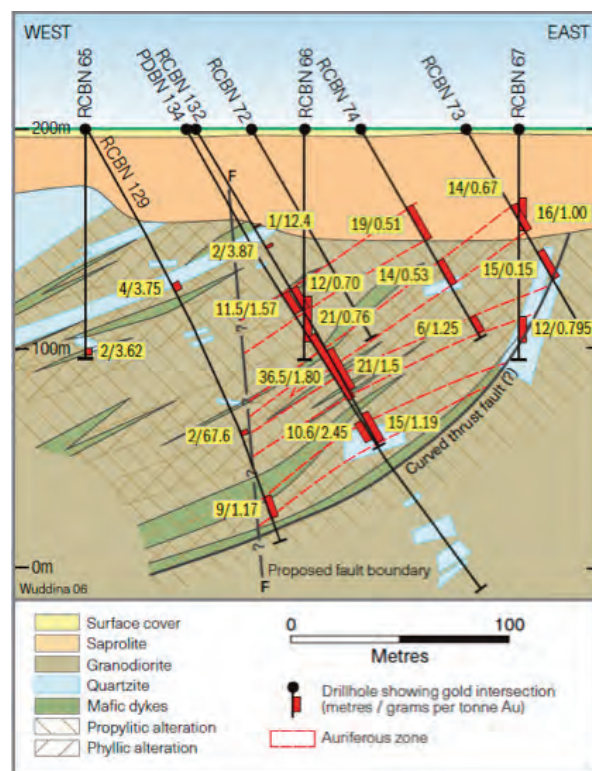 WEST
EAST
RCBN 65
PDBN 134
RCBN 132
RCBN 72
RCBN 66
RCBN 74
RCBN 73
RCBN 67
200m
RCBN 129
F
14/0.67
1/12.4
19/0.51
16/1.00
2/3.87
4/3.75
12/0.70
14/0.53
15/0.15
11.5/1.57
21/0.76
?
6/1.25
100m
2/3.62
12/0.795
36.5/1.80
21/1.5
?
2/67.6
10.6/2.45
15/1.19
Curved thrust fault (?)
?
9/1.17
?
0m
Proposed fault boundary
Wuddina 06
F
Surface cover
Saprolite
Granodiorite
Quartzite
Mafic dykes
Propylitic alteration
Phyllic alteration
0
100
Metres
Drillhole showing gold intersection
(metres / grams per tonne Au)
Auriferous zone